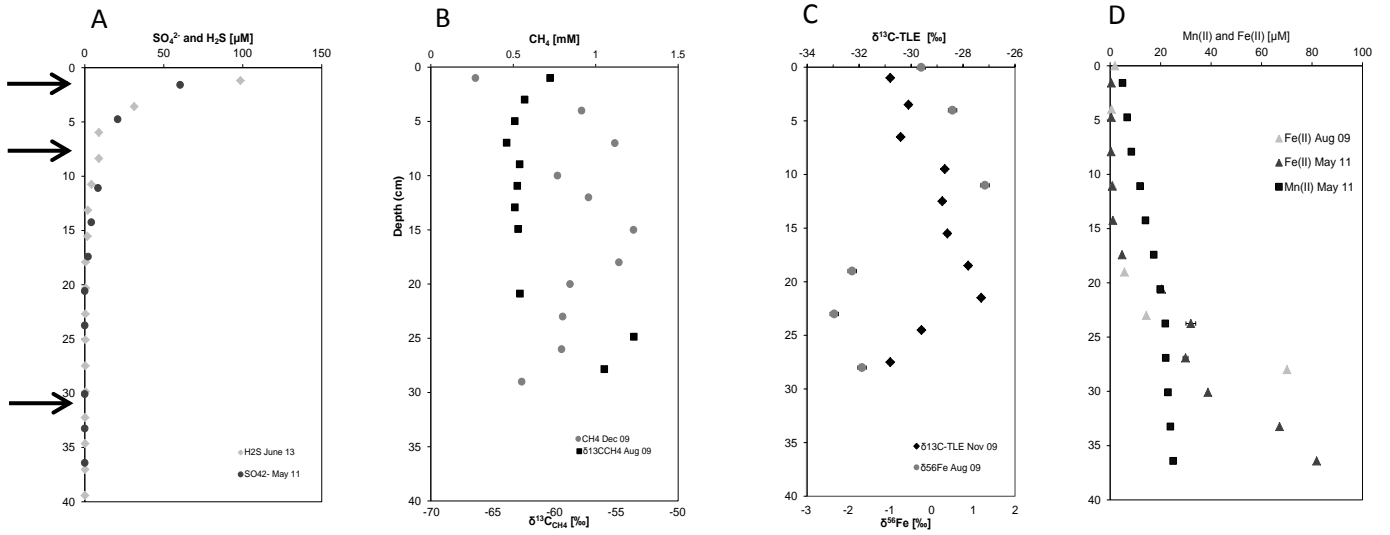 A
SO₄²⁻ and H₂S [µM]
0 50 100 150
0
5
10
15
20
25
30
35
40
H2S June 13
SO42- May 11
B
CH₄ [mM]
0 0.5 1 1.5
Depth (cm)
0
5
10
15
20
25
30
35
40
CH4 Dec 09
δ13CCH4 Aug 09
-70 -65 -60 -55 -50
δ¹³C_CH4 [‰]
C
δ¹³C-TLE [‰]
-34 -32 -30 -28 -26
0
5
10
15
20
25
30
35
40
δ13C-TLE Nov 09
δ56Fe Aug 09
-3 -2 -1 0 1 2
δ⁵⁶Fe [‰]
D
Mn(II) and Fe(II) [µM]
0 20 40 60 80 100
0
5
10
15
20
25
30
35
40
Fe(II) Aug 09
Fe(II) May 11
Mn(II) May 11